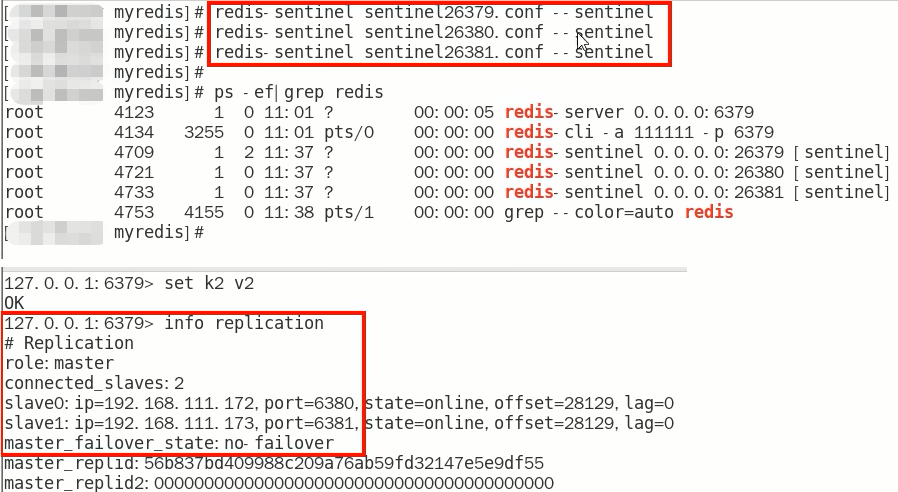 [ myredis]# redis-sentinel sentinel26379.conf --sentinel
[ myredis]# redis-sentinel sentinel26380.conf --sentinel
[ myredis]# redis-sentinel sentinel26381.conf --sentinel
[ myredis]#
[ myredis]# ps -ef|grep redis
root 4123 1 0 11:01 ? 00:00:05 redis-server 0.0.0.0:6379
root 4134 3255 0 11:01 pts/0 00:00:00 redis-cli -a 111111 -p 6379
root 4709 1 2 11:37 ? 00:00:00 redis-sentinel 0.0.0.0:26379 [sentinel]
root 4721 1 0 11:37 ? 00:00:00 redis-sentinel 0.0.0.0:26380 [sentinel]
root 4733 1 0 11:37 ? 00:00:00 redis-sentinel 0.0.0.0:26381 [sentinel]
root 4753 4155 0 11:38 pts/1 00:00:00 grep --color=auto redis
[ myredis]#
127.0.0.1:6379> set k2 v2
OK
127.0.0.1:6379> info replication
# Replication
role:master
connected_slaves:2
slave0:ip=192.168.111.172,port=6380,state=online,offset=28129,lag=0
slave1:ip=192.168.111.173,port=6381,state=online,offset=28129,lag=0
master_failover_state:no-failover
master_replid:56b837bd409988c209a76ab59fd32147e5e9df55
master_replid2:0000000000000000000000000000000000000000